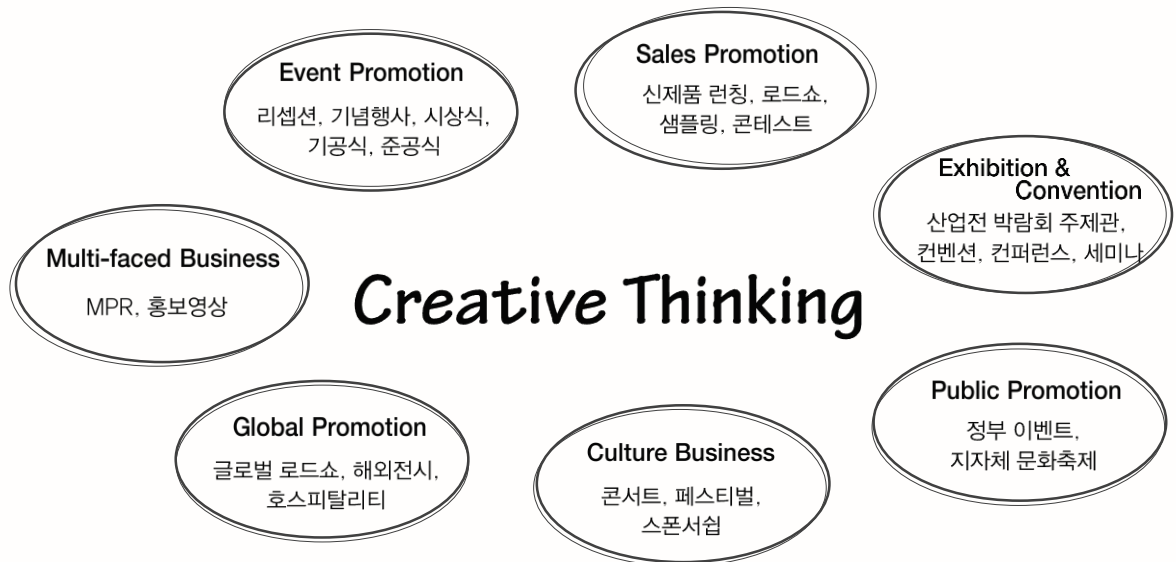 Event Promotion
리셉션, 기념행사, 시상식,
기공식, 준공식
Sales Promotion
신제품 런칭, 로드쇼,
샘플링, 콘테스트
Exhibition &
Convention
산업전 박람회 주제관,
컨벤션, 컨퍼런스, 세미나
Multi-faced Business
MPR, 홍보영상
Creative Thinking
Public Promotion
정부 이벤트,
지자체 문화축제
Global Promotion
글로벌 로드쇼, 해외전시,
호스피탈리티
Culture Business
콘서트, 페스티벌,
스폰서쉽